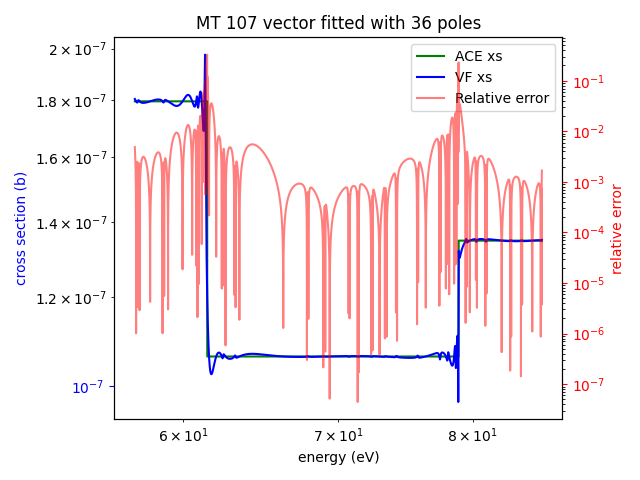 MT 107 vector fitted with 36 poles
ACE xs
VF xs
Relative error
2 × 10⁻⁷
1.8 × 10⁻⁷
1.6 × 10⁻⁷
1.4 × 10⁻⁷
1.2 × 10⁻⁷
10⁻⁷
cross section (b)
10⁻¹
10⁻²
10⁻³
10⁻⁴
10⁻⁵
10⁻⁶
10⁻⁷
relative error
6 × 10¹ 7 × 10¹ 8 × 10¹
energy (eV)